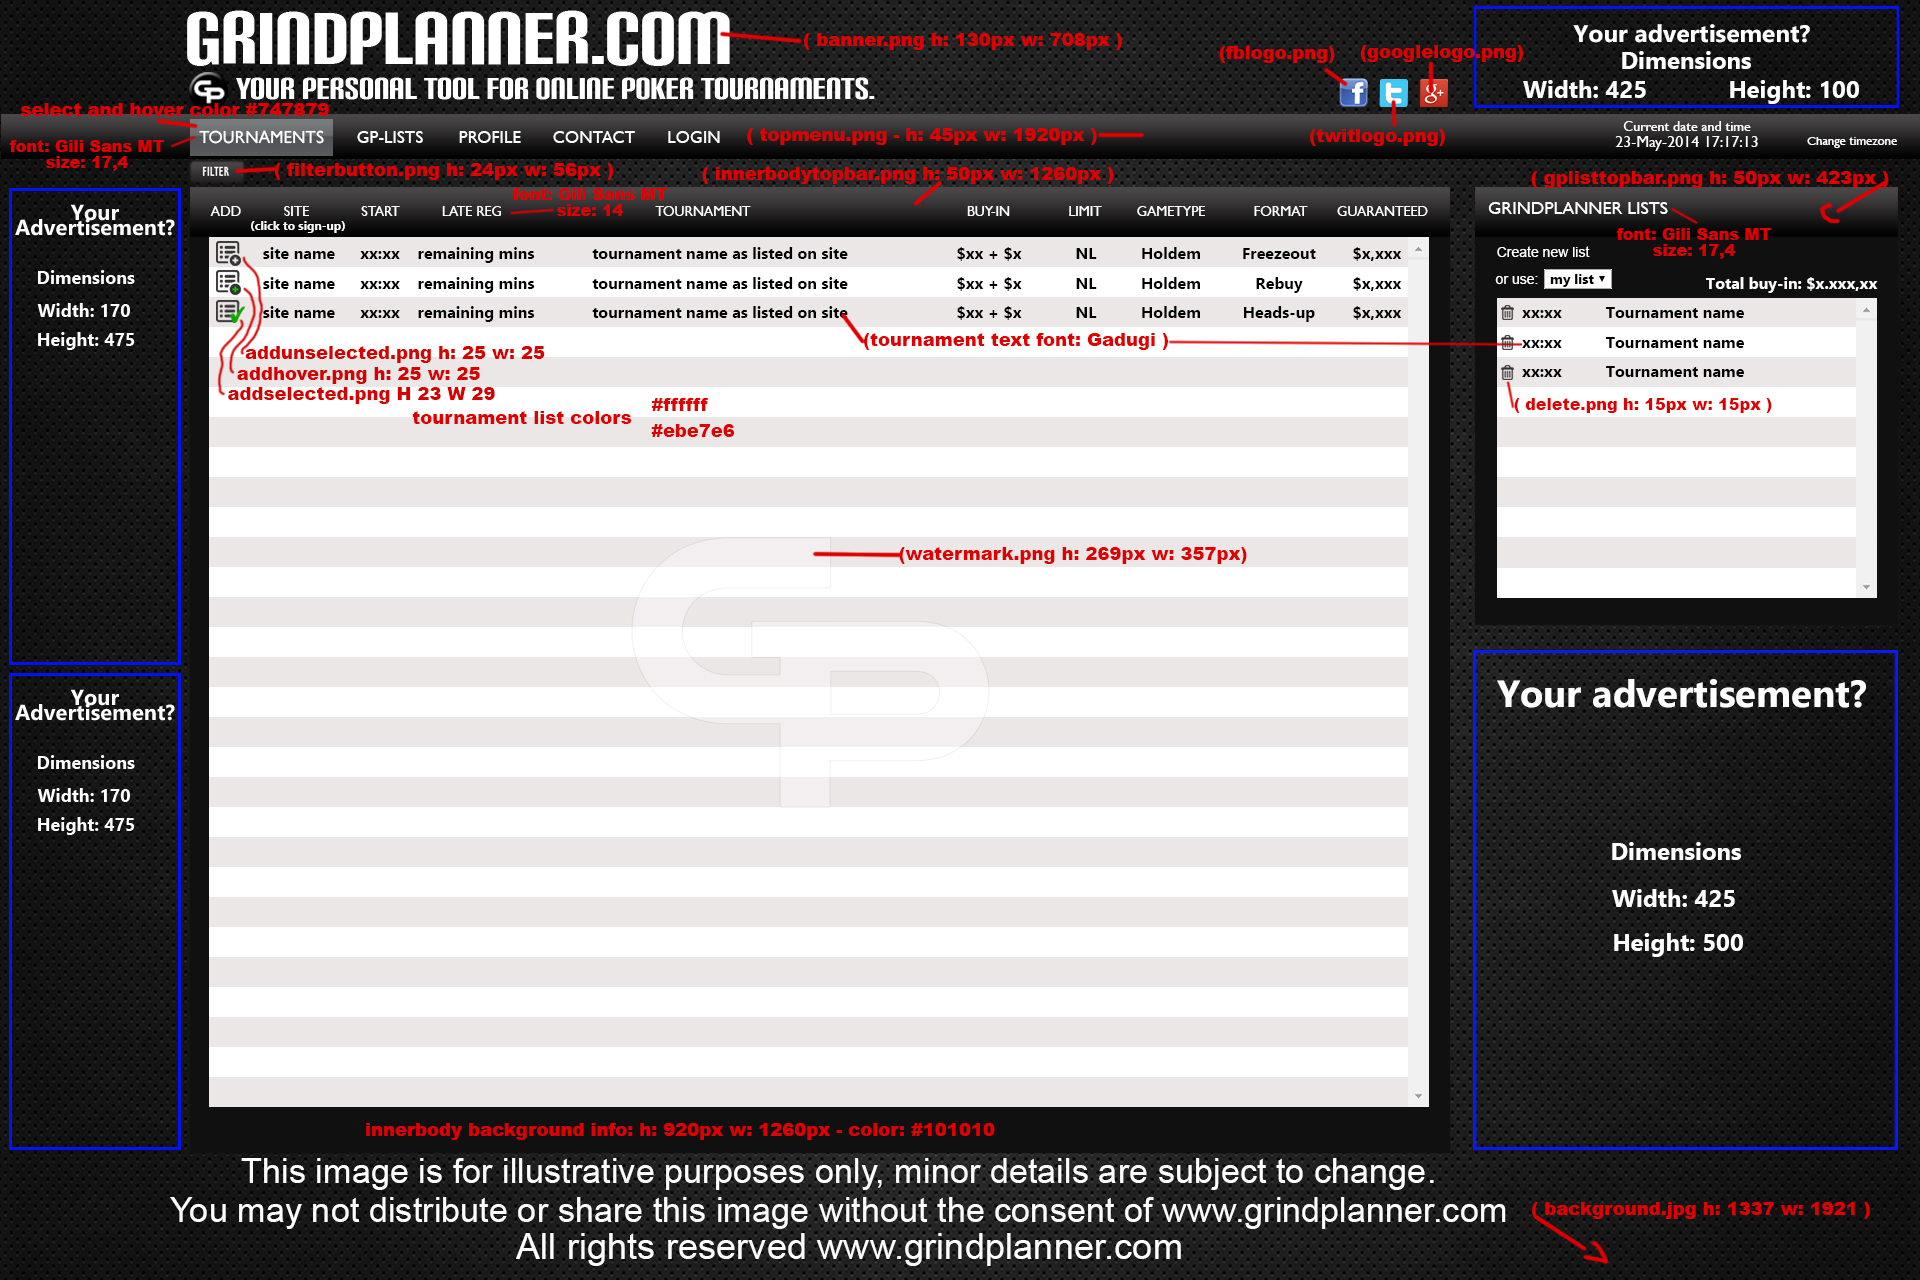 GRINDPLANNER.COM
( banner.png h: 130px w: 708px )
GP YOUR PERSONAL TOOL FOR ONLINE POKER TOURNAMENTS.
(fblogo.png) (googlelogo.png)
f t g+
(twitlogo.png)
Your advertisement?
Dimensions
Width: 425 Height: 100
select and hover color #747879
font: Gili Sans MT
size: 17,4
TOURNAMENTS GP-LISTS PROFILE CONTACT LOGIN ( topmenu.png - h: 45px w: 1920px )
Current date and time
23-May-2014 17:17:13
Change timezone
FILTER ( filterbutton.png h: 24px w: 56px )
( innerbodytopbar.png: h: 50px w: 1260px )
( gplisttopbar.png h: 50px w: 423px )
font: Gili Sans MT
size: 14
ADD SITE START LATE REG TOURNAMENT BUY-IN LIMIT GAMETYPE FORMAT GUARANTEED
(click to sign-up)
site name xx:xx remaining mins tournament name as listed on site $xx + $x NL Holdem Freezeout $x,xxx
site name xx:xx remaining mins tournament name as listed on site $xx + $x NL Holdem Rebuy $x,xxx
site name xx:xx remaining mins tournament name as listed on site $xx + $x NL Holdem Heads-up $x,xxx
(tournament text font: Gadugi )
addunselected.png h: 25 w: 25
addhover.png h: 25 w: 25
addselected.png H 23 W 29
tournament list colors
#ffffff
#ebe7e6
(watermark.png h: 269px w: 357px)
GP
innerbody background info: h: 920px w: 1260px - color: #101010
Your
Advertisement?
Dimensions
Width: 170
Height: 475
Your
Advertisement?
Dimensions
Width: 170
Height: 475
GRINDPLANNER LISTS
font: Gili Sans MT
size: 17,4
Create new list
or use: my list
Total buy-in: $x.xxx,xx
xx:xx Tournament name
xx:xx Tournament name
xx:xx Tournament name
( delete.png h: 15px w: 15px )
Your advertisement?
Dimensions
Width: 425
Height: 500
This image is for illustrative purposes only, minor details are subject to change.
You may not distribute or share this image without the consent of www.grindplanner.com
All rights reserved www.grindplanner.com
( background.jpg h: 1337 w: 1921 )